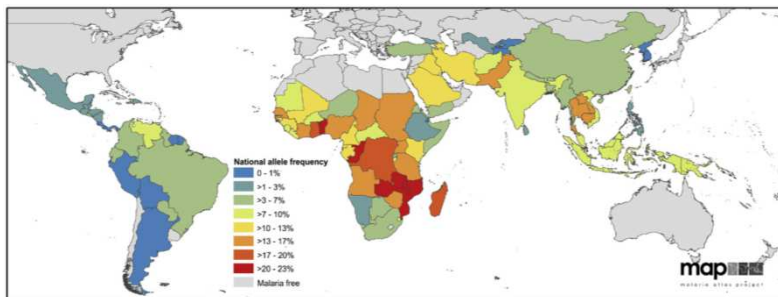 National allele frequency
0 - 1%
>1 - 3%
>3 - 7%
>7 - 10%
>10 - 13%
>13 - 17%
>17 - 20%
>20 - 23%
Malaria free
map
malaria atlas project